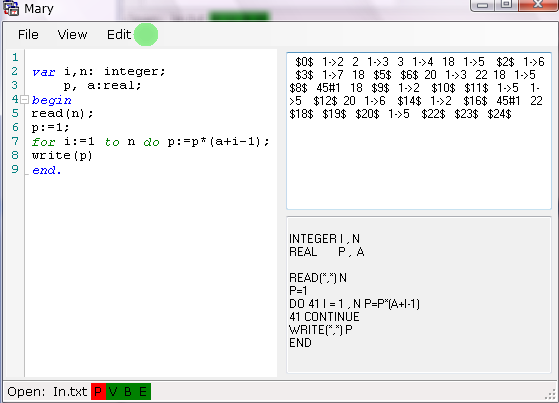 Mary
File View Edit
1
2 var i,n: integer;
3 p, a:real;
4 begin
5 read(n);
6 p:=1;
7 for i:=1 to n do p:=p*(a+i-1);
8 write(p)
9 end.
$0$ 1->2 2 1->3 3 1->4 18 1->5 $2$ 1->6
$3$ 1->7 18 $5$ $6$ 20 1->3 22 18 1->5
$8$ 45#1 18 $9$ 1->2 $10$ $11$ 1->5 1-
>5 $12$ 20 1->6 $14$ 1->2 $16$ 45#1 22
$18$ $19$ $20$ 1->5 $22$ $23$ $24$
INTEGER I , N
REAL P , A
READ(*,*) N
P=1
DO 41 I = 1 , N P=P*(A+I-1)
41 CONTINUE
WRITE(*,*) P
END
Open: In.txt P V B E